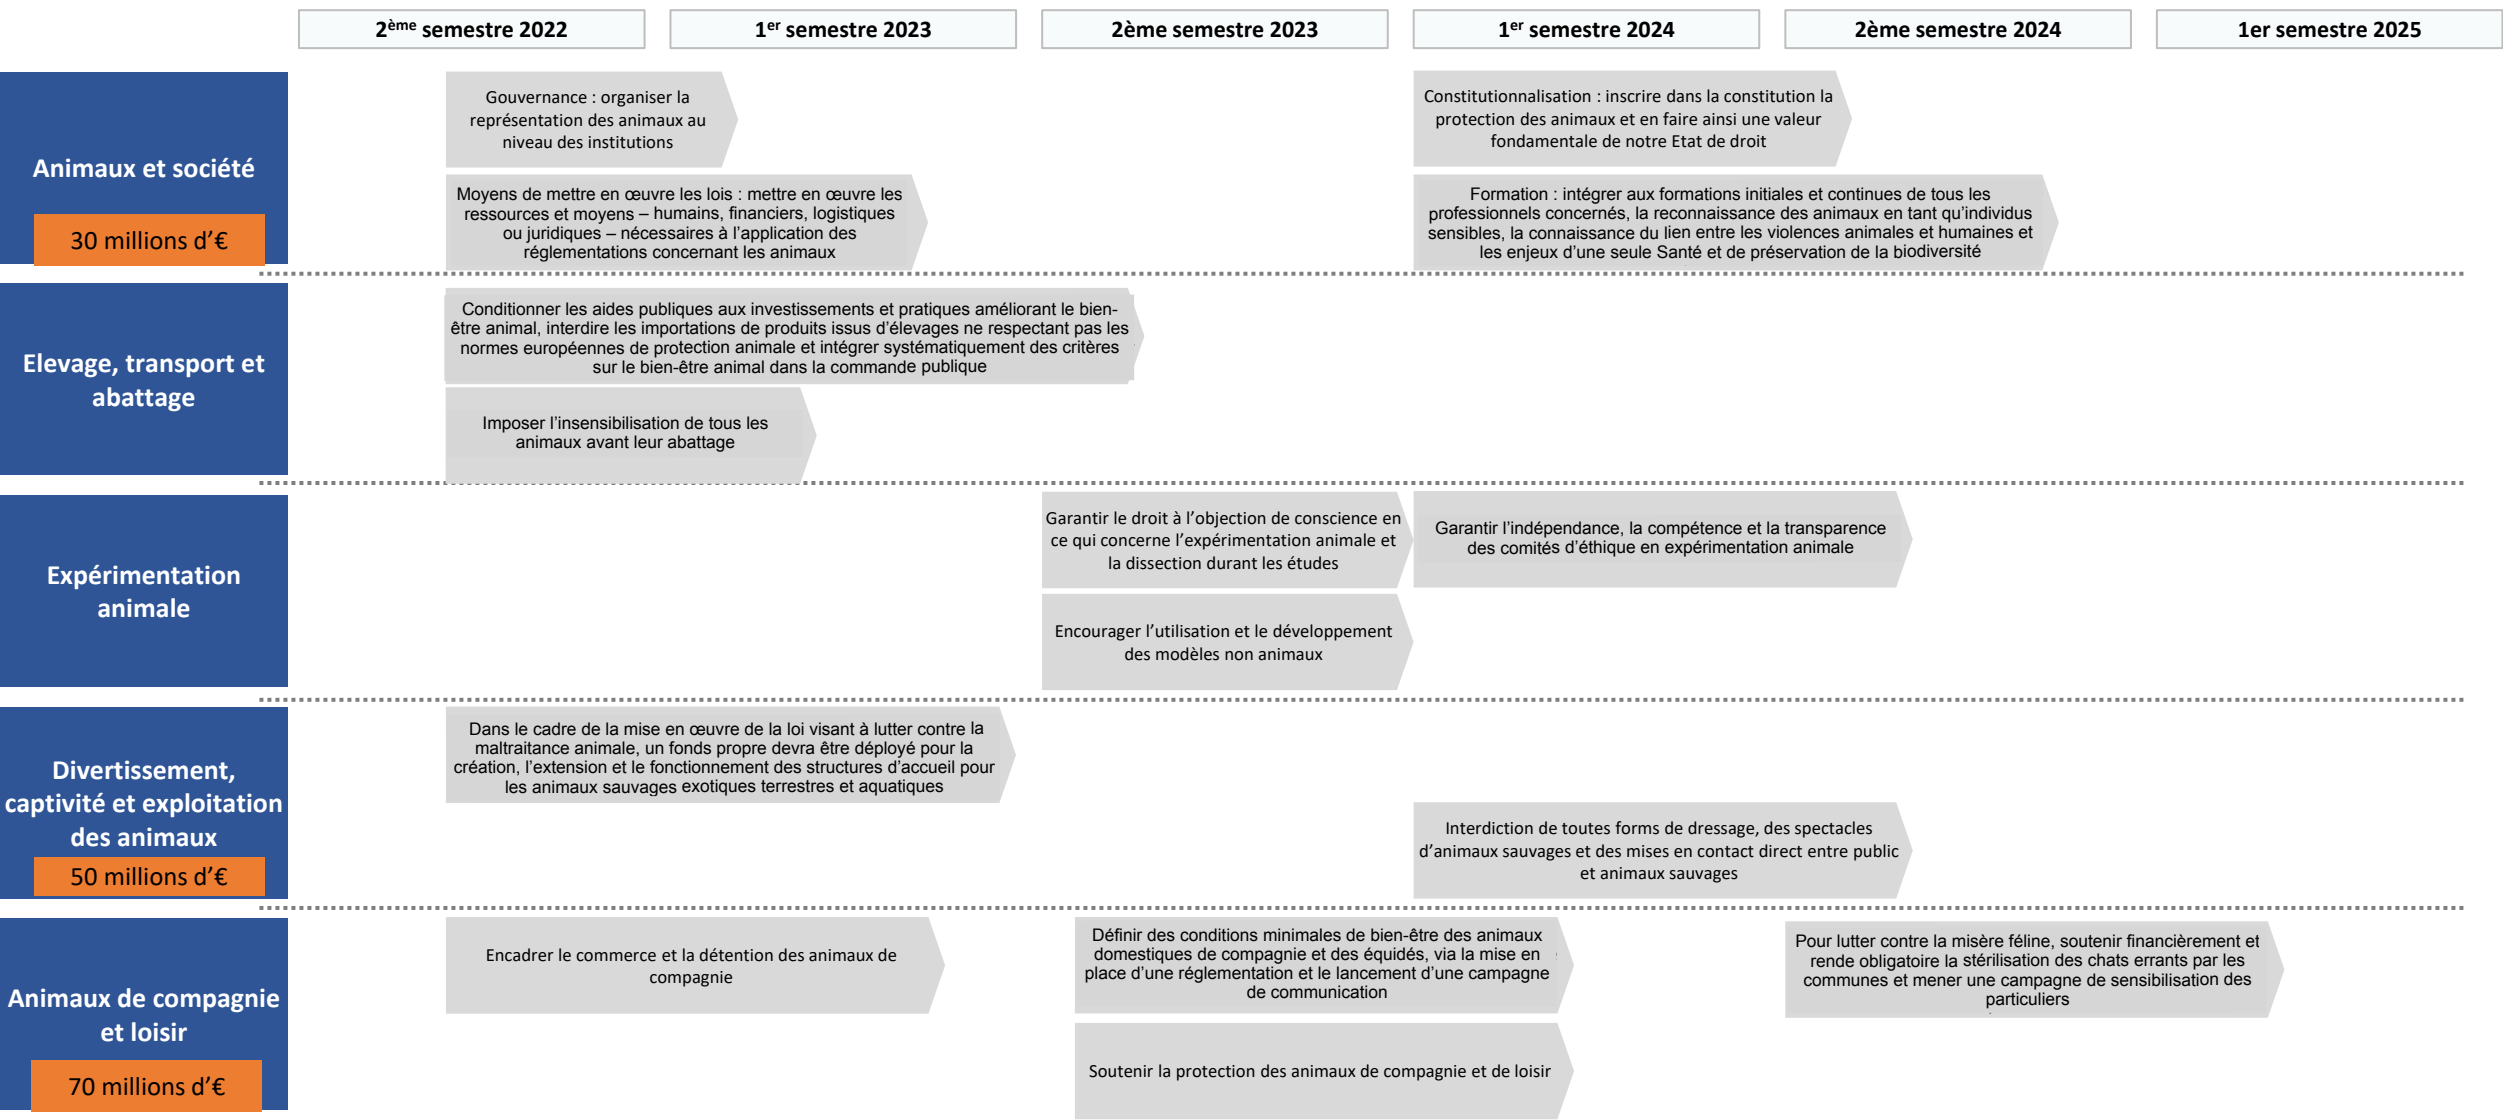 2ème semestre 2022
1er semestre 2023
2ème semestre 2023
1er semestre 2024
2ème semestre 2024
1er semestre 2025
Animaux et société
30 millions d’€
Gouvernance : organiser la
représentation des animaux au
niveau des institutions
Constitutionnalisation : inscrire dans la constitution la
protection des animaux et en faire ainsi une valeur
fondamentale de notre Etat de droit
Moyens de mettre en œuvre les lois : mettre en œuvre les
ressources et moyens – humains, financiers, logistiques
ou juridiques – nécessaires à l’application des
réglementations concernant les animaux
Formation : intégrer aux formations initiales et continues de tous les
professionnels concernés, la reconnaissance des animaux en tant qu’individus
sensibles, la connaissance du lien entre les violences animales et humaines et
les enjeux d’une seule Santé et de préservation de la biodiversité
Elevage, transport et
abattage
Conditionner les aides publiques aux investissements et pratiques améliorant le bien-
être animal, interdire les importations de produits issus d’élevages ne respectant pas les
normes européennes de protection animale et intégrer systématiquement des critères
sur le bien-être animal dans la commande publique
Imposer l’insensibilisation de tous les
animaux avant leur abattage
Expérimentation
animale
Garantir le droit à l’objection de conscience en
ce qui concerne l’expérimentation animale et
la dissection durant les études
Garantir l’indépendance, la compétence et la transparence
des comités d’éthique en expérimentation animale
Encourager l’utilisation et le développement
des modèles non animaux
Divertissement,
captivité et exploitation
des animaux
50 millions d’€
Dans le cadre de la mise en œuvre de la loi visant à lutter contre la
maltraitance animale, un fonds propre devra être déployé pour la
création, l’extension et le fonctionnement des structures d’accueil pour
les animaux sauvages exotiques terrestres et aquatiques
Interdiction de toutes forms de dressage, des spectacles
d’animaux sauvages et des mises en contact direct entre public
et animaux sauvages
Animaux de compagnie
et loisir
70 millions d’€
Encadrer le commerce et la détention des animaux de
compagnie
Définir des conditions minimales de bien-être des animaux
domestiques de compagnie et des équidés, via la mise en
place d’une réglementation et le lancement d’une campagne
de communication
Pour lutter contre la misère féline, soutenir financièrement et
rende obligatoire la stérilisation des chats errants par les
communes et mener une campagne de sensibilisation des
particuliers
Soutenir la protection des animaux de compagnie et de loisir